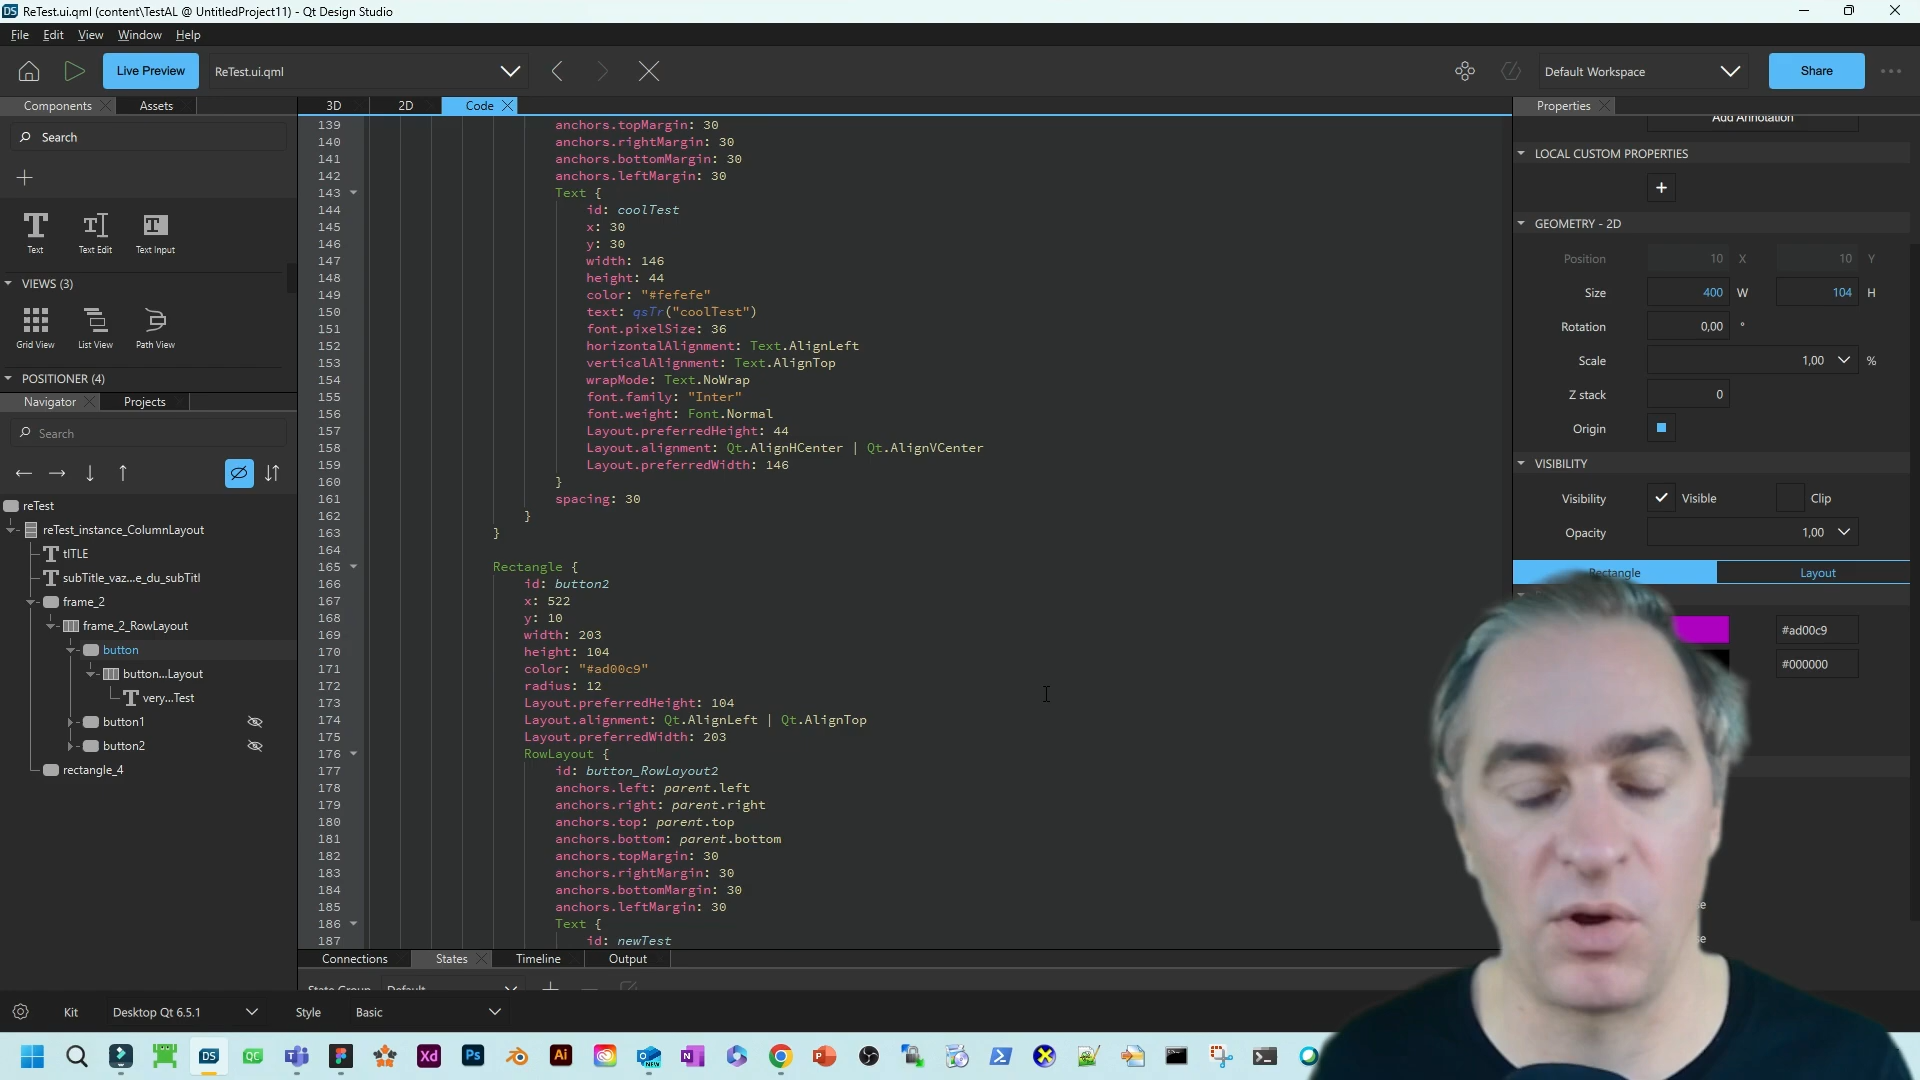 DS ReTest.ui.qml (content\TestAL @ UntitledProject11) - Qt Design Studio
File Edit View Window Help
Live Preview ReTest.ui.qml Default Workspace Share
Components Assets 3D 2D Code Properties
Search
Text Text Edit Text Input
VIEWS (3)
Grid View List View Path View
POSITIONER (4)
Navigator Projects
Search
reTest
reTest_instance_ColumnLayout
tITLE
subTitle_vaz...e_du_subTitl
frame_2
frame_2_RowLayout
button
button...Layout
very...Test
button1
button2
rectangle_4
139 anchors.topMargin: 30
140 anchors.rightMargin: 30
141 anchors.bottomMargin: 30
142 anchors.leftMargin: 30
143 Text {
144 id: coolTest
145 x: 30
146 y: 30
147 width: 146
148 height: 44
149 color: "#fefefe"
150 text: qsTr("coolTest")
151 font.pixelSize: 36
152 horizontalAlignment: Text.AlignLeft
153 verticalAlignment: Text.AlignTop
154 wrapMode: Text.NoWrap
155 font.family: "Inter"
156 font.weight: Font.Normal
157 Layout.preferredHeight: 44
158 Layout.alignment: Qt.AlignHCenter | Qt.AlignVCenter
159 Layout.preferredWidth: 146
160 }
161 spacing: 30
162 }
163 }
164
165 Rectangle {
166 id: button2
167 x: 522
168 y: 10
169 width: 203
170 height: 104
171 color: "#ad00c9"
172 radius: 12
173 Layout.preferredHeight: 104
174 Layout.alignment: Qt.AlignLeft | Qt.AlignTop
175 Layout.preferredWidth: 203
176 RowLayout {
177 id: button_RowLayout2
178 anchors.left: parent.left
179 anchors.right: parent.right
180 anchors.top: parent.top
181 anchors.bottom: parent.bottom
182 anchors.topMargin: 30
183 anchors.rightMargin: 30
184 anchors.bottomMargin: 30
185 anchors.leftMargin: 30
186 Text {
187 id: newTest
Add Annotation
LOCAL CUSTOM PROPERTIES
GEOMETRY - 2D
Position 10 X 10 Y
Size 400 W 104 H
Rotation 0,00 °
Scale 1,00 %
Z stack 0
Origin
VISIBILITY
Visibility Visible Clip
Opacity 1,00
Rectangle Layout
#ad00c9
#000000
Connections States Timeline Output
State Group Default
Kit Desktop Qt 6.5.1 Style Basic
DS QC Xd Ps Ai NEW